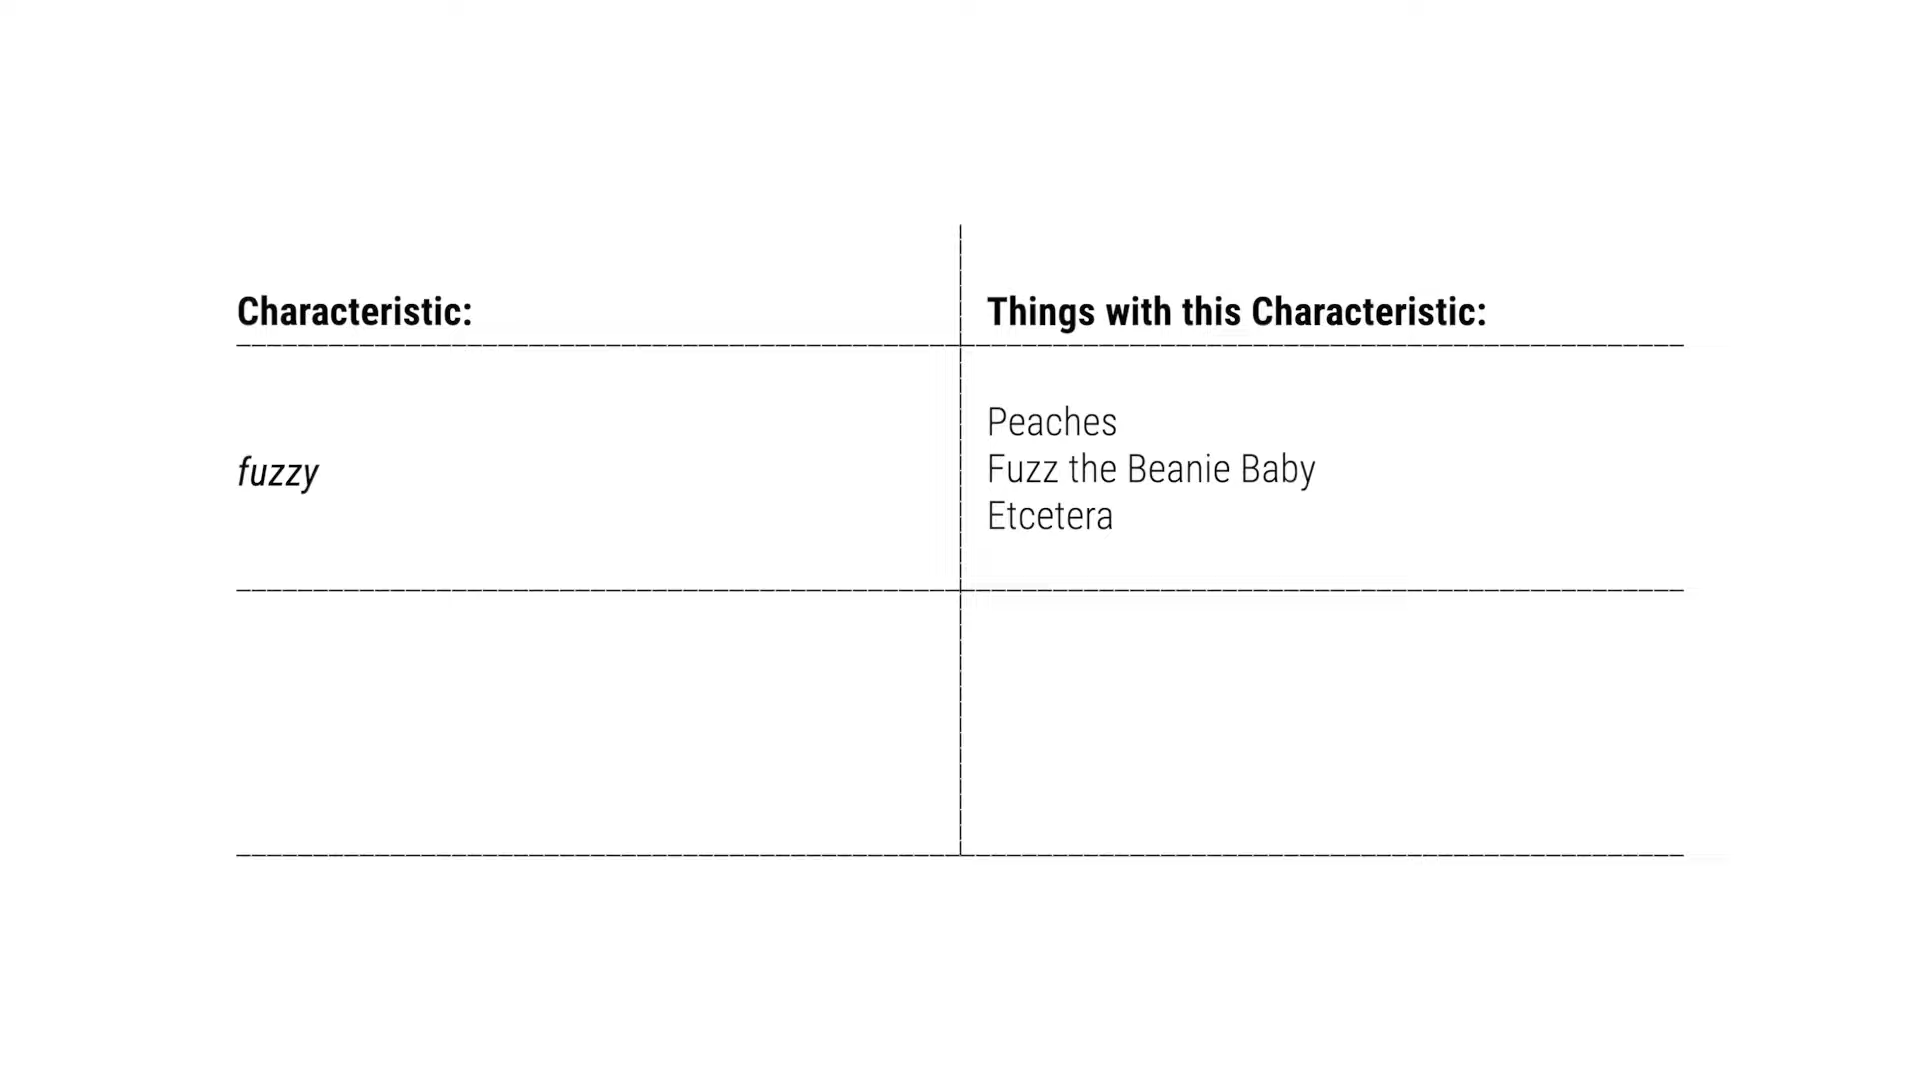 Characteristic:
Things with this Characteristic:
fuzzy
Peaches
Fuzz the Beanie Baby
Etcetera